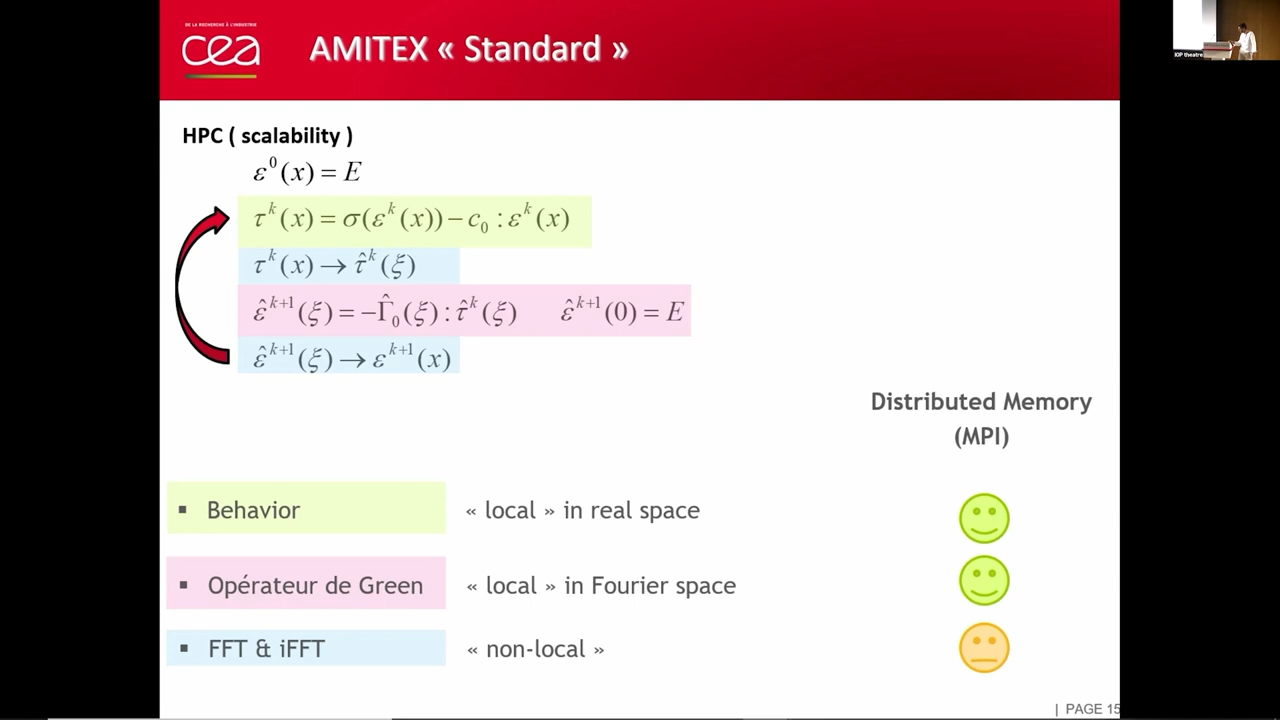 DE LA RECHERCHE À L'INDUSTRIE
cea
AMITEX « Standard »
IOP theatre
HPC ( scalability )
ε⁰(x) = E
τᵏ(x) = σ(εᵏ(x)) − c₀ : εᵏ(x)
τᵏ(x) → τ̂ᵏ(ξ)
ε̂ᵏ⁺¹(ξ) = −Γ̂₀(ξ) : τ̂ᵏ(ξ) ε̂ᵏ⁺¹(0) = E
ε̂ᵏ⁺¹(ξ) → εᵏ⁺¹(x)
Distributed Memory
(MPI)
▪ Behavior « local » in real space
▪ Opérateur de Green « local » in Fourier space
▪ FFT & iFFT « non-local »
| PAGE 15